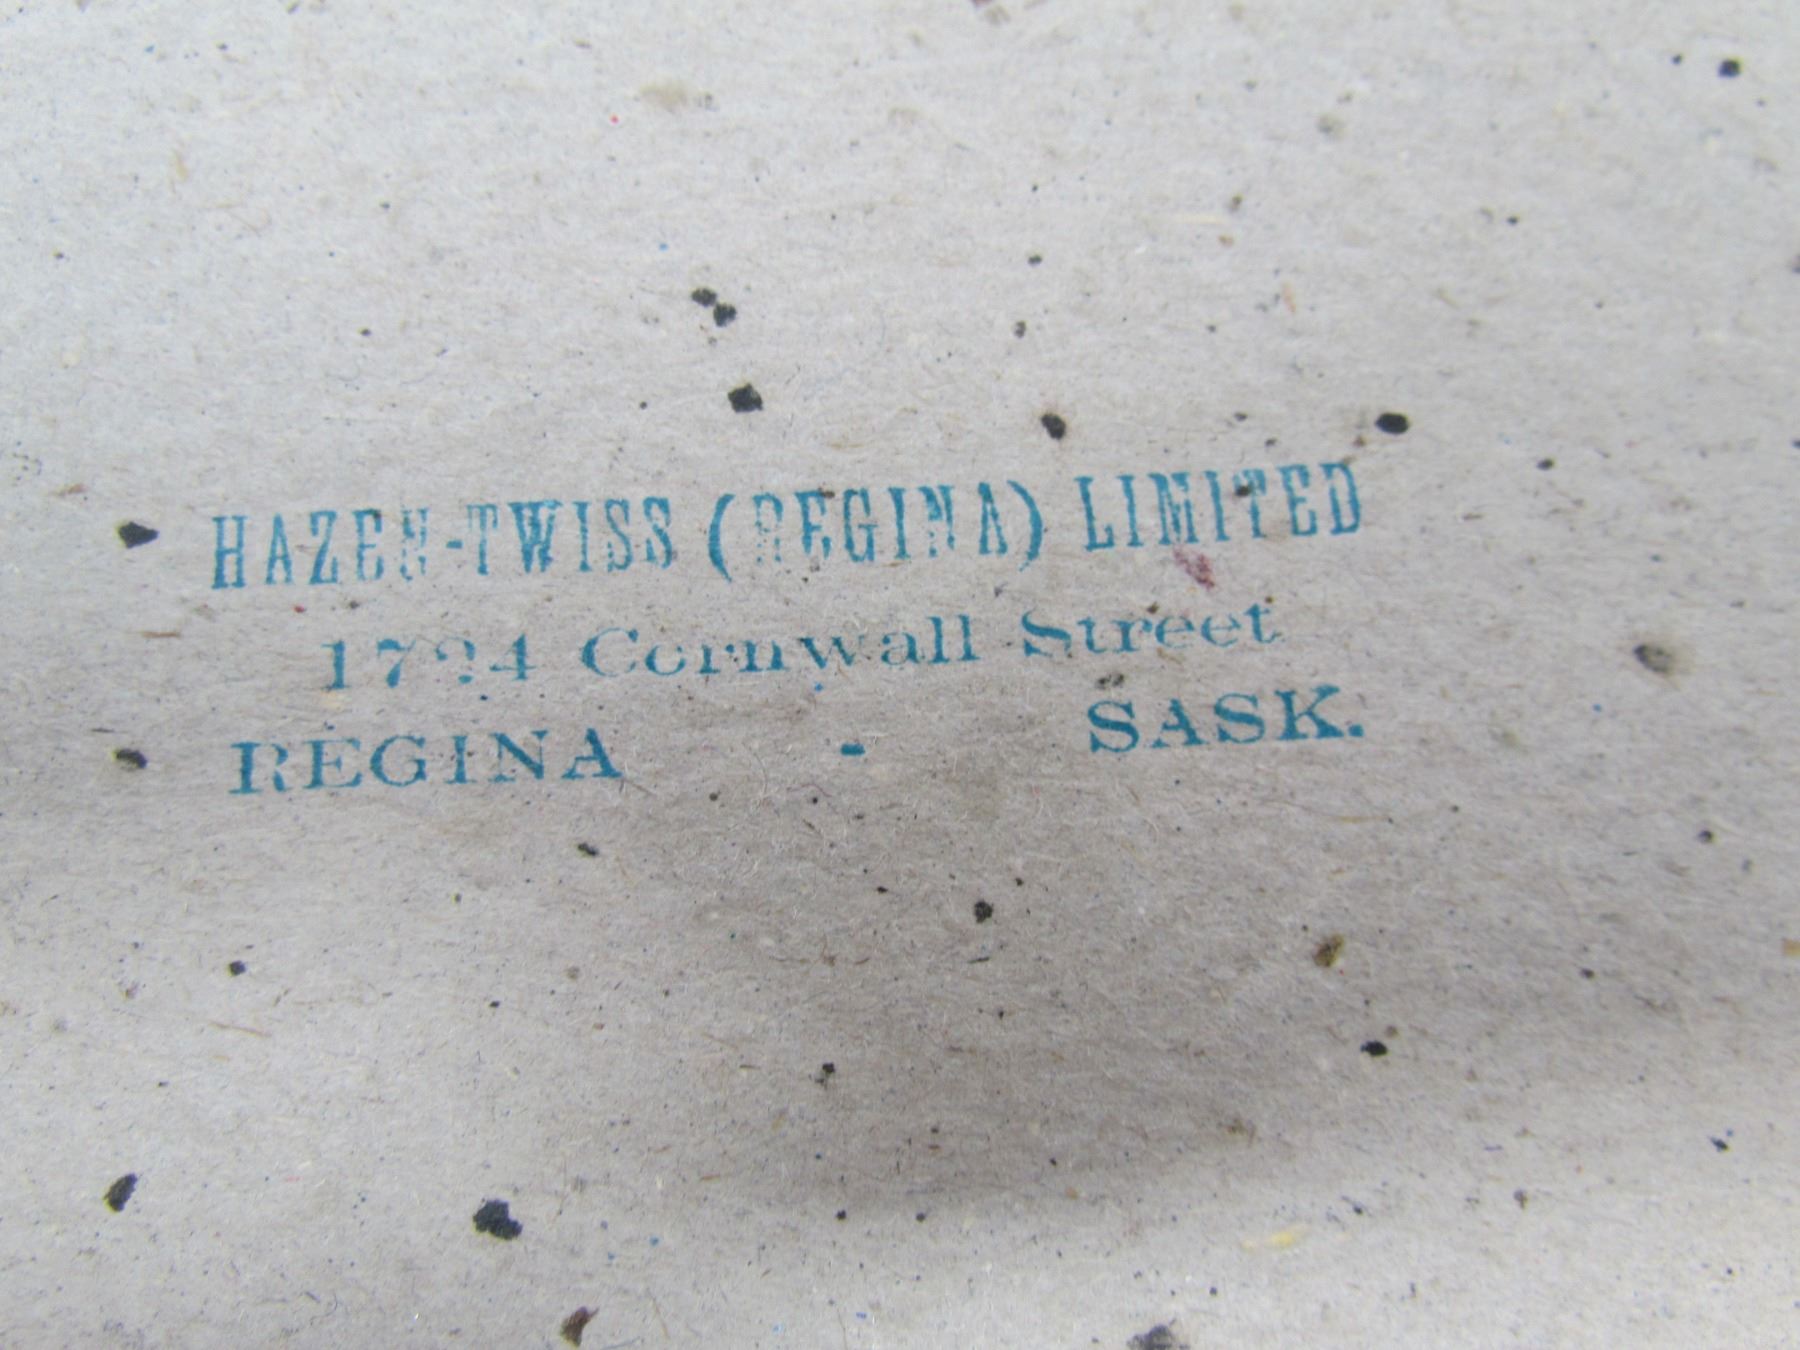 HAZEN-TWISS (REGINA) LIMITED
Cornwall Street
REGINA - SASK.